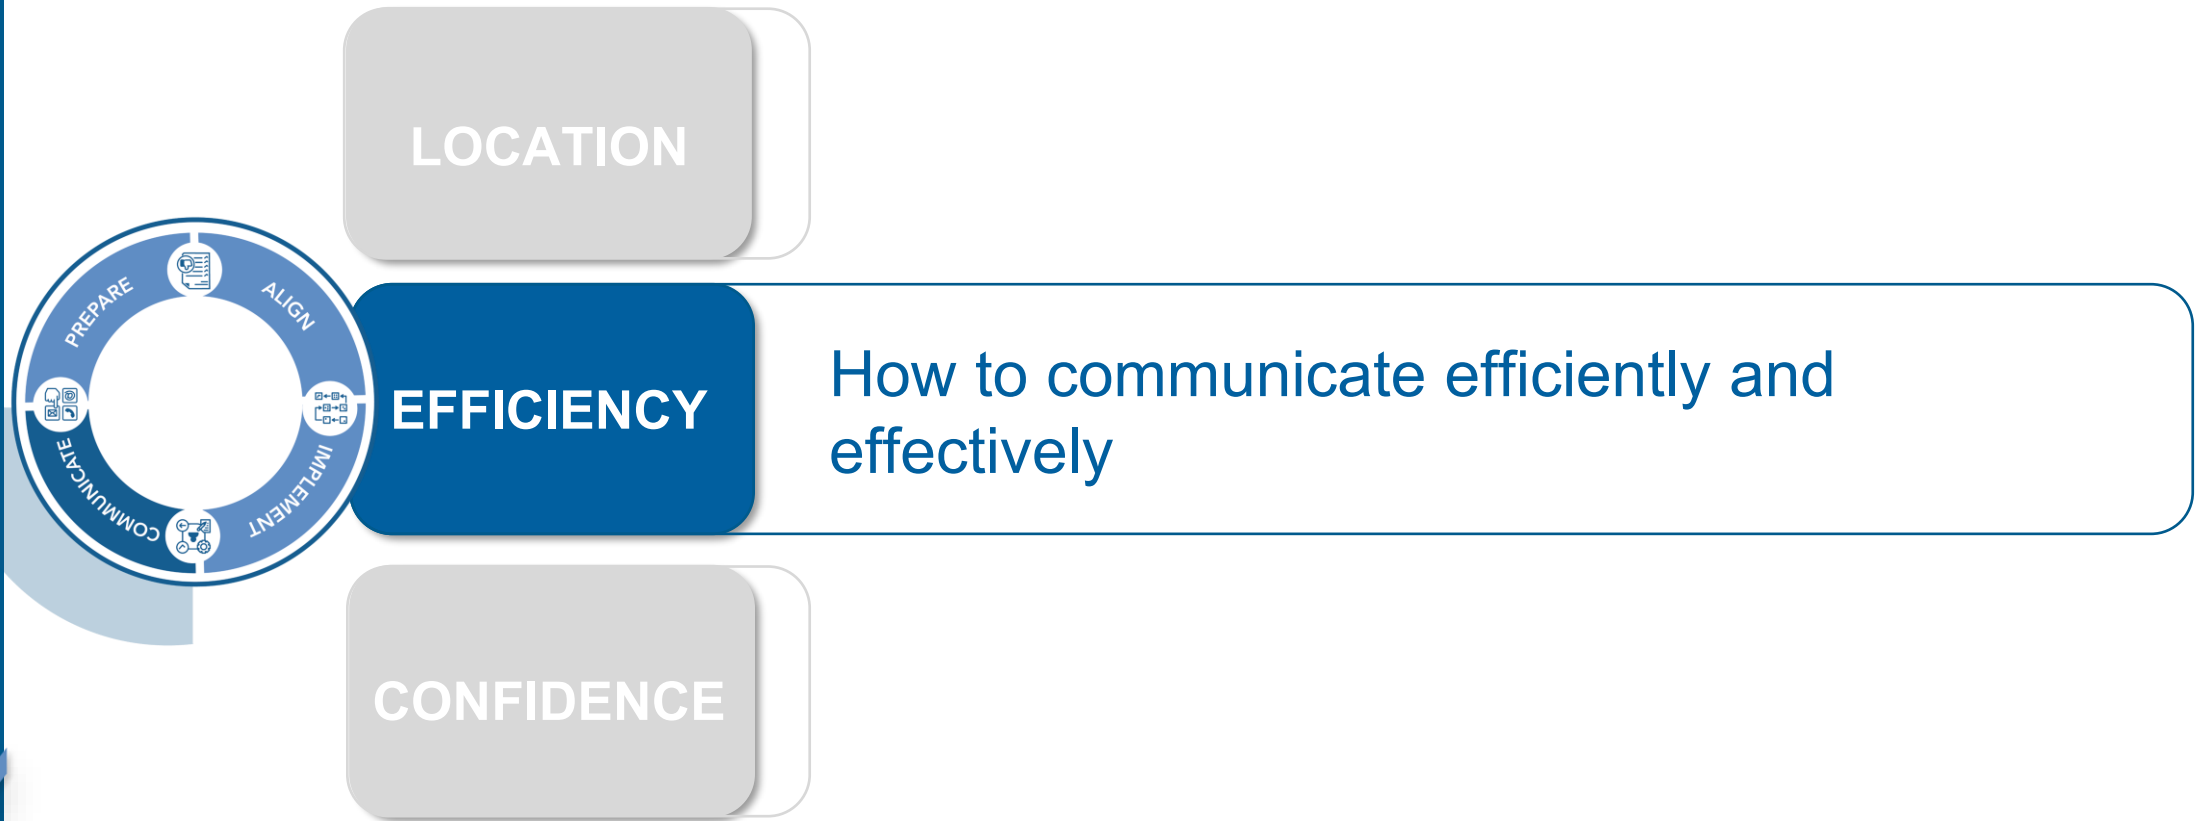 LOCATION
PREPARE
ALIGN
EFFICIENCY
How to communicate efficiently and
effectively
COMMUNICATE
IMPLEMENT
CONFIDENCE